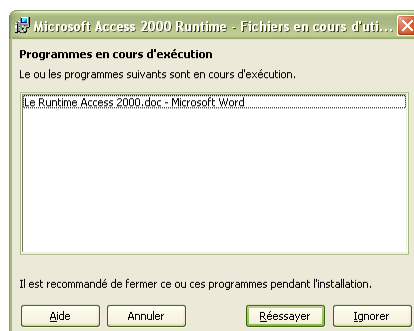 Microsoft Access 2000 Runtime - Fichiers en cours d'uti...
Programmes en cours d'exécution
Le ou les programmes suivants sont en cours d'exécution.
Le Runtime Access 2000.doc - Microsoft Word
Il est recommandé de fermer ce ou ces programmes pendant l'installation.
Aide Annuler Réessayer Ignorer